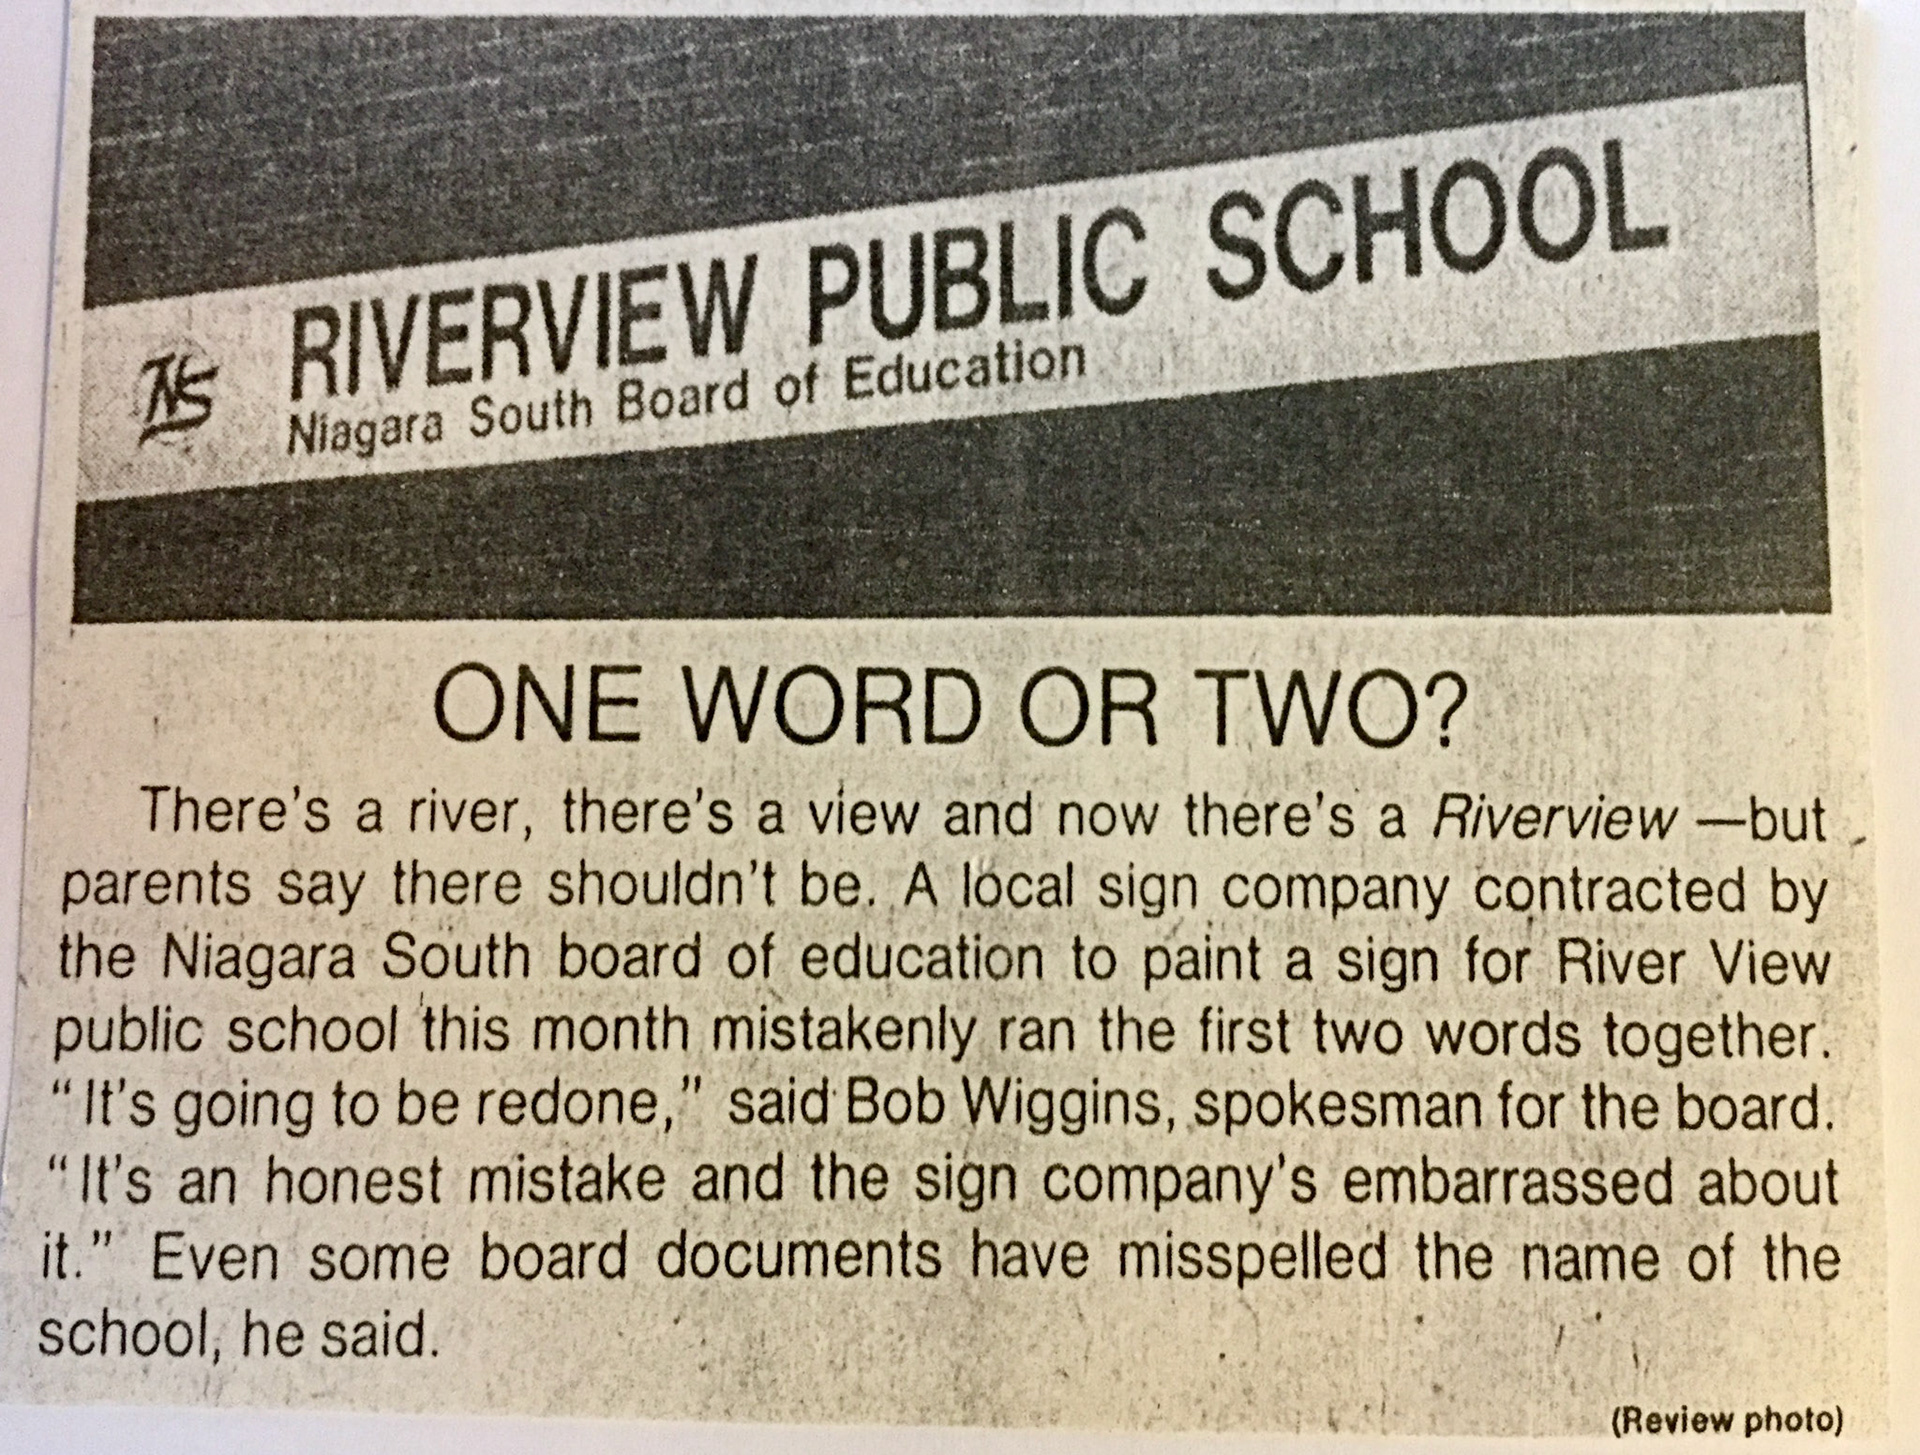 NS
RIVERVIEW PUBLIC SCHOOL
Niagara South Board of Education
ONE WORD OR TWO?
There's a river, there's a view and now there's a Riverview —but
parents say there shouldn't be. A local sign company contracted by
the Niagara South board of education to paint a sign for River View
public school this month mistakenly ran the first two words together.
“It's going to be redone,” said Bob Wiggins, spokesman for the board.
“It's an honest mistake and the sign company's embarrassed about
it.” Even some board documents have misspelled the name of the
school, he said.
(Review photo)